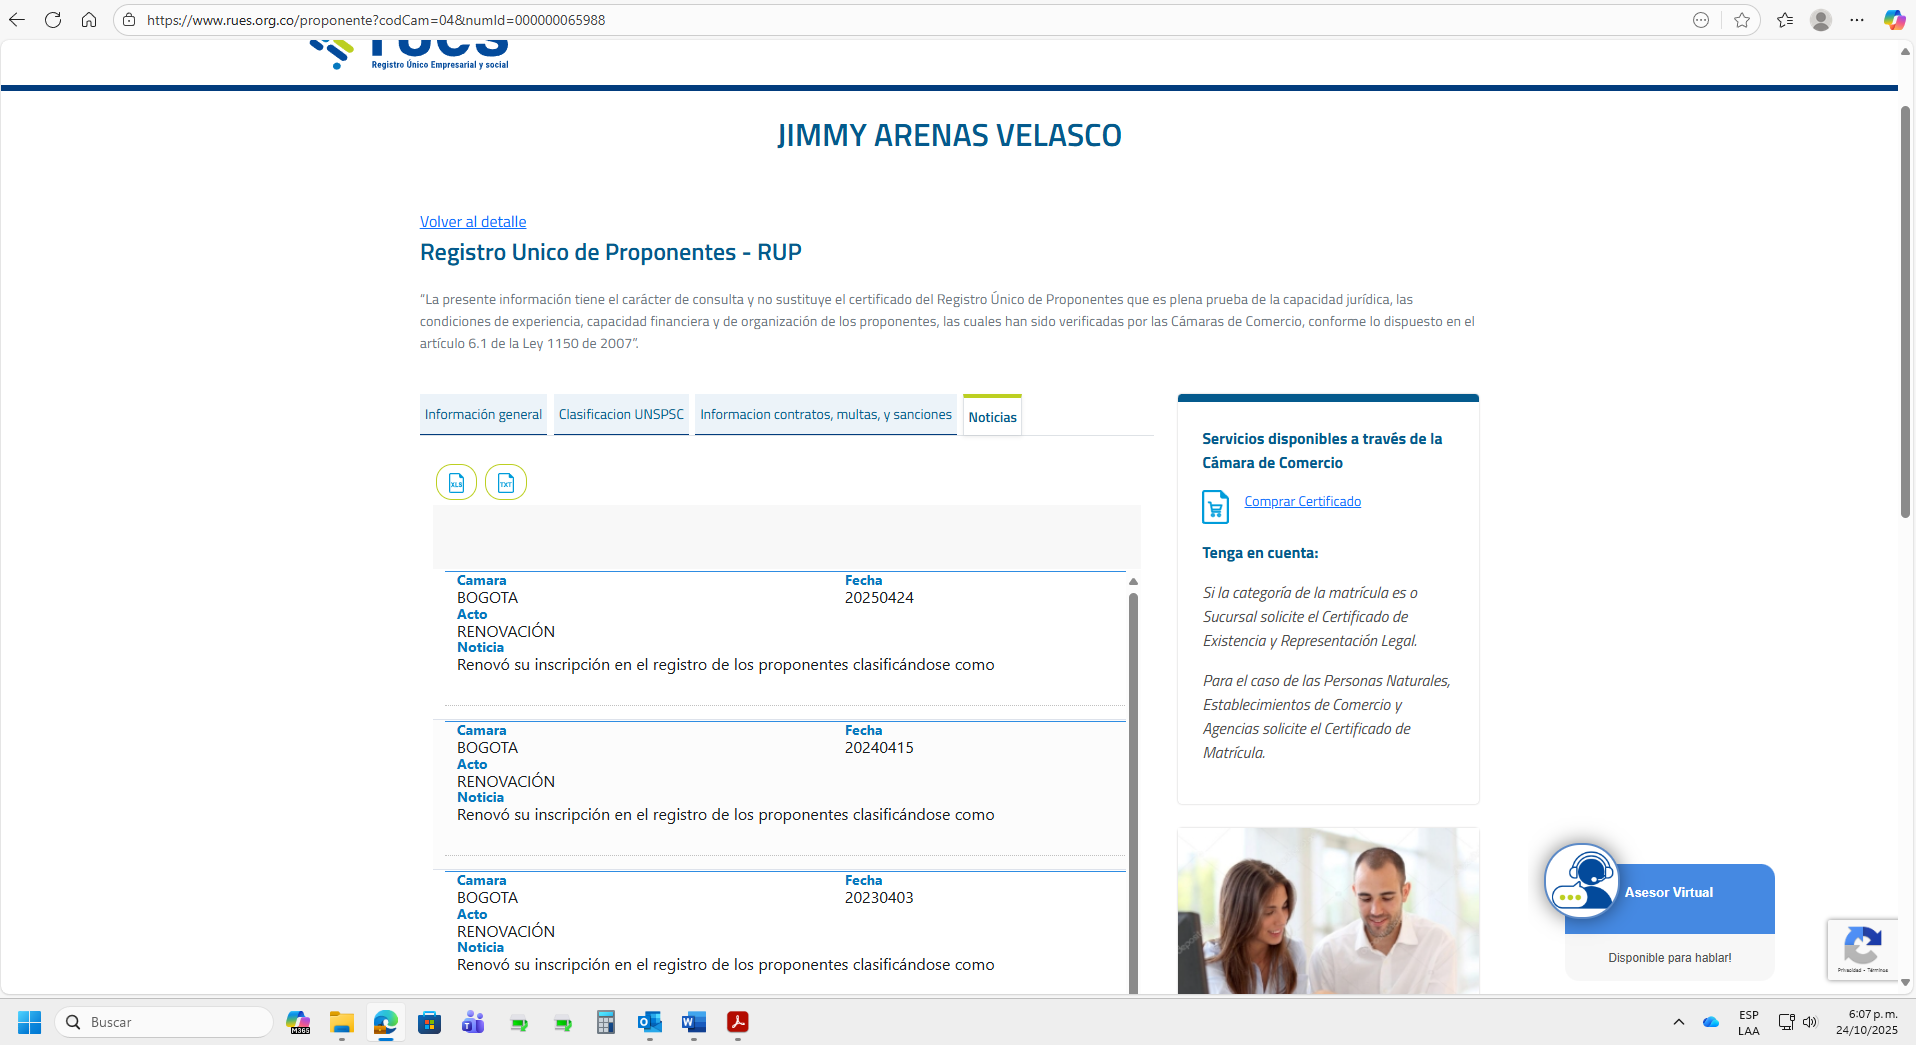 https://www.rues.org.co/proponente?codCam=04&numId=000000065988
rues
Registro Único Empresarial y social
JIMMY ARENAS VELASCO
Volver al detalle
Registro Unico de Proponentes - RUP
“La presente información tiene el carácter de consulta y no sustituye el certificado del Registro Único de Proponentes que es plena prueba de la capacidad jurídica, las
condiciones de experiencia, capacidad financiera y de organización de los proponentes, las cuales han sido verificadas por las Cámaras de Comercio, conforme lo dispuesto en el
artículo 6.1 de la Ley 1150 de 2007”.
Información general
Clasificacion UNSPSC
Informacion contratos, multas, y sanciones
Noticias
XLS
TXT
Camara
Fecha
BOGOTA
20250424
Acto
RENOVACIÓN
Noticia
Renovó su inscripción en el registro de los proponentes clasificándose como
Camara
Fecha
BOGOTA
20240415
Acto
RENOVACIÓN
Noticia
Renovó su inscripción en el registro de los proponentes clasificándose como
Camara
Fecha
BOGOTA
20230403
Acto
RENOVACIÓN
Noticia
Renovó su inscripción en el registro de los proponentes clasificándose como
Servicios disponibles a través de la
Cámara de Comercio
Comprar Certificado
Tenga en cuenta:
Si la categoría de la matrícula es o
Sucursal solicite el Certificado de
Existencia y Representación Legal.
Para el caso de las Personas Naturales,
Establecimientos de Comercio y
Agencias solicite el Certificado de
Matrícula.
Asesor Virtual
Disponible para hablar!
Privacidad - Términos
Buscar
M365
ESP
LAA
6:07 p. m.
24/10/2025